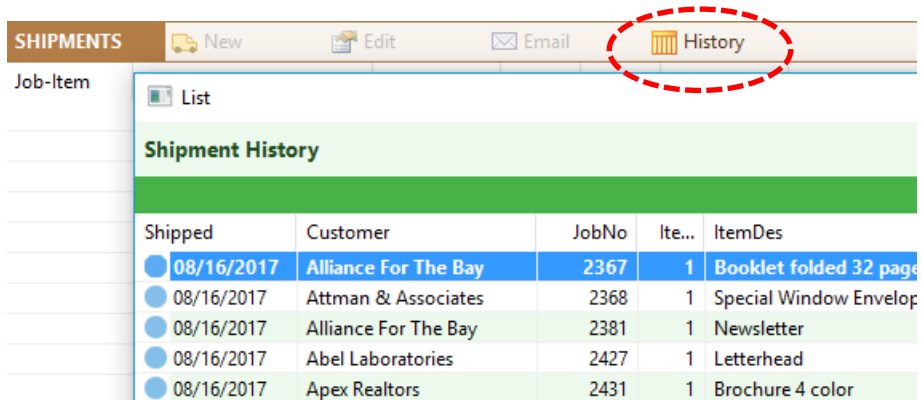 SHIPMENTS New Edit Email History
Job-Item
List
Shipment History
Shipped Customer JobNo Ite... ItemDes
08/16/2017 Alliance For The Bay 2367 1 Booklet folded 32 page
08/16/2017 Attman & Associates 2368 1 Special Window Envelop
08/16/2017 Alliance For The Bay 2381 1 Newsletter
08/16/2017 Abel Laboratories 2427 1 Letterhead
08/16/2017 Apex Realtors 2431 1 Brochure 4 color